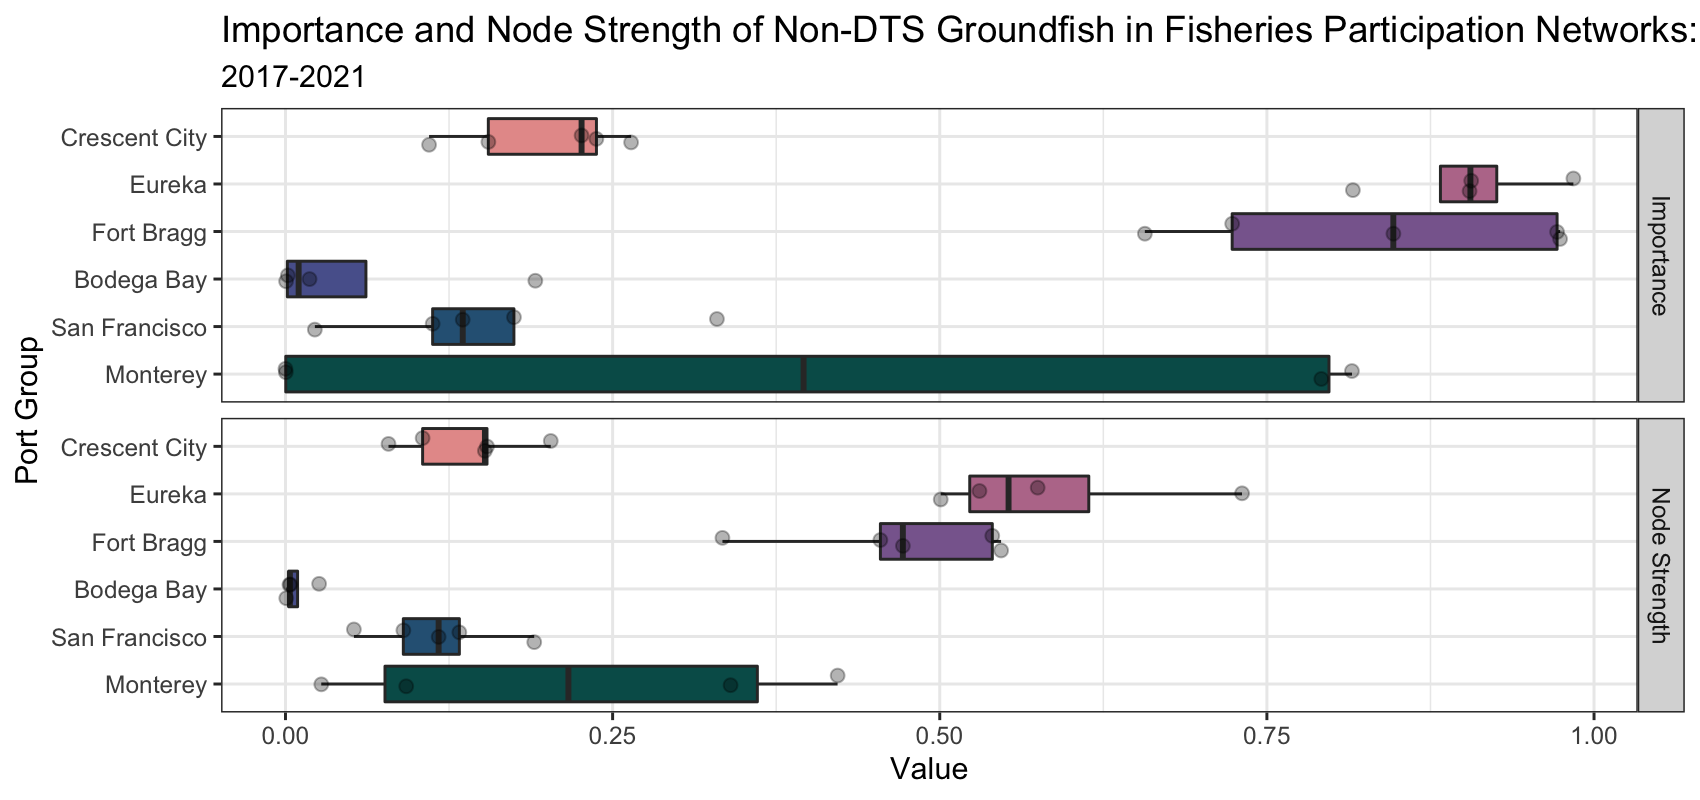 Importance and Node Strength of Non-DTS Groundfish in Fisheries Participation Networks:
2017-2021
Port Group
Crescent City
Eureka
Fort Bragg
Bodega Bay
San Francisco
Monterey
Importance
Crescent City
Eureka
Fort Bragg
Bodega Bay
San Francisco
Monterey
Node Strength
0.00 0.25 0.50 0.75 1.00
Value